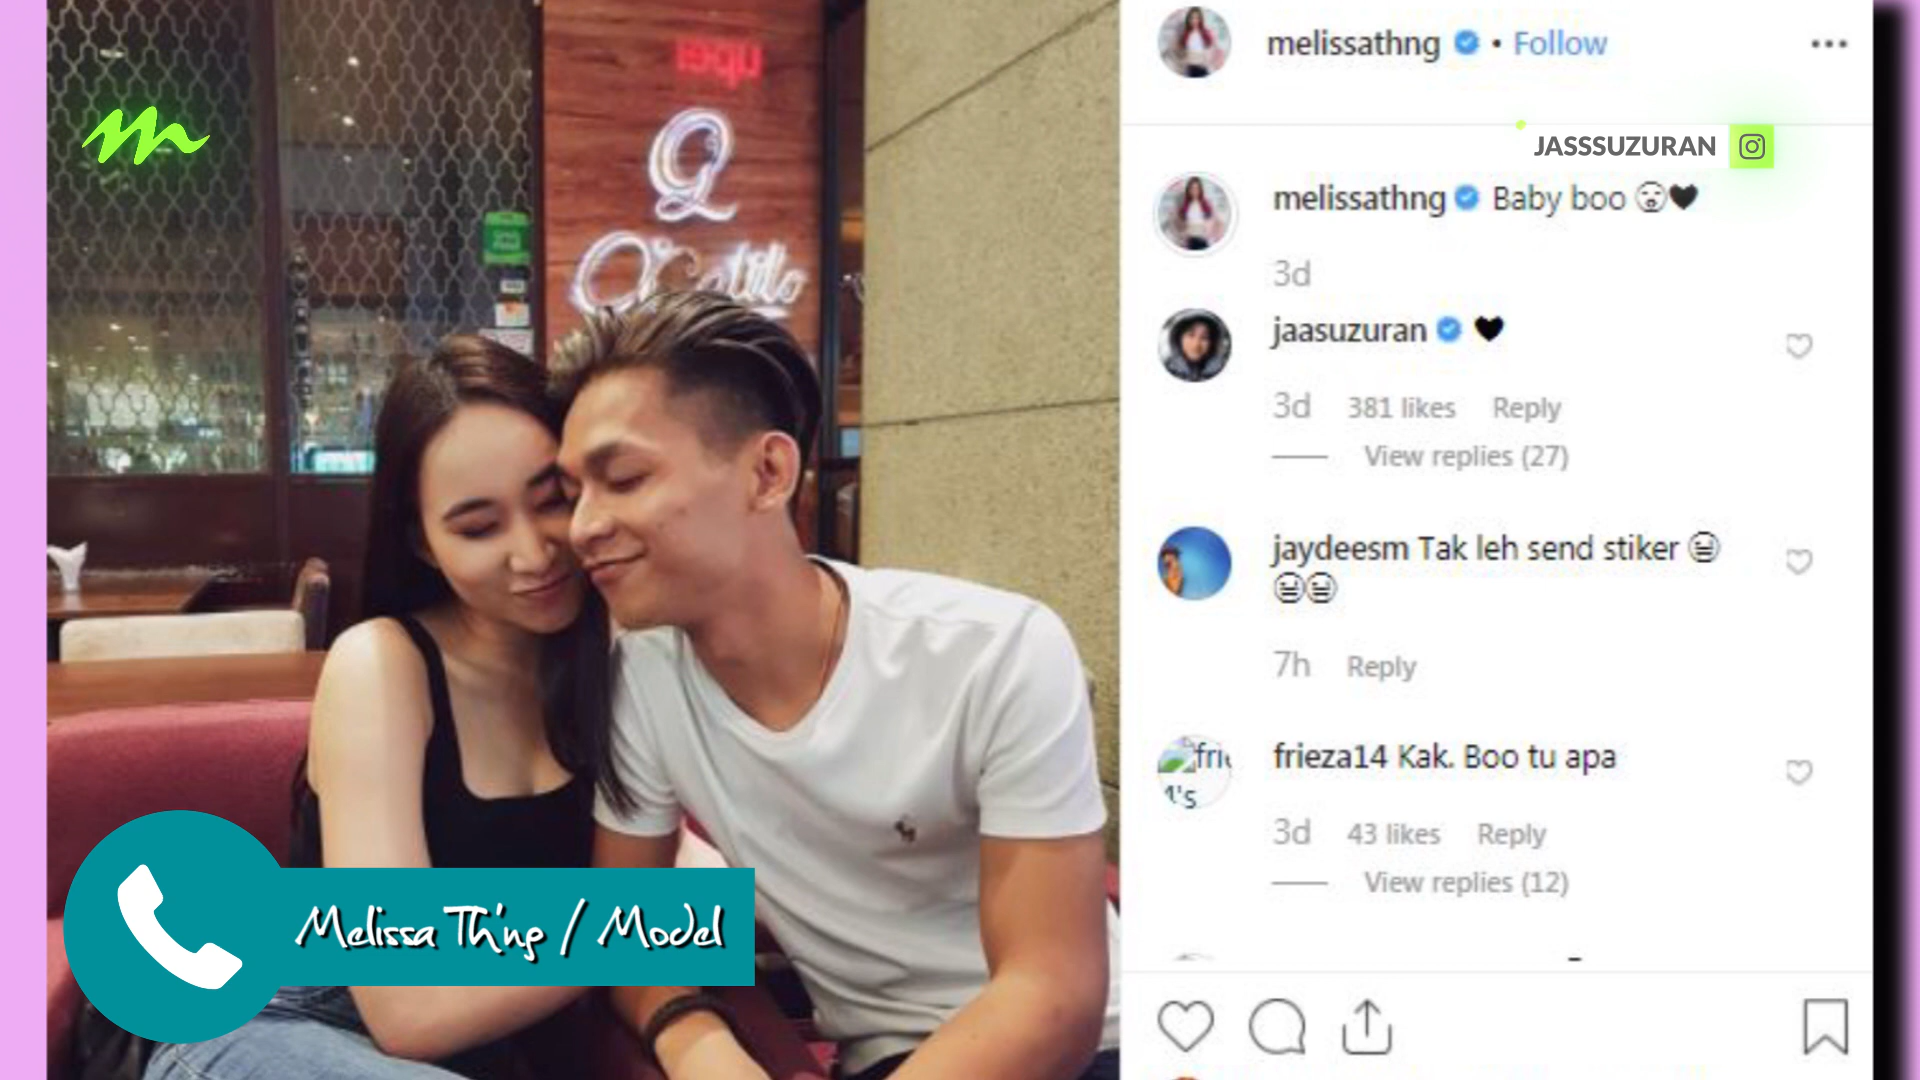 melissathng • Follow
JASSSUZURAN
melissathng Baby boo 😲🖤
3d
jaasuzuran 🖤
3d 381 likes Reply
View replies (27)
jaydeesm Tak leh send stiker 😆
😆😆
7h Reply
frieza14 Kak. Boo tu apa
3d 43 likes Reply
View replies (12)
Q
Melissa Th'ng / Model